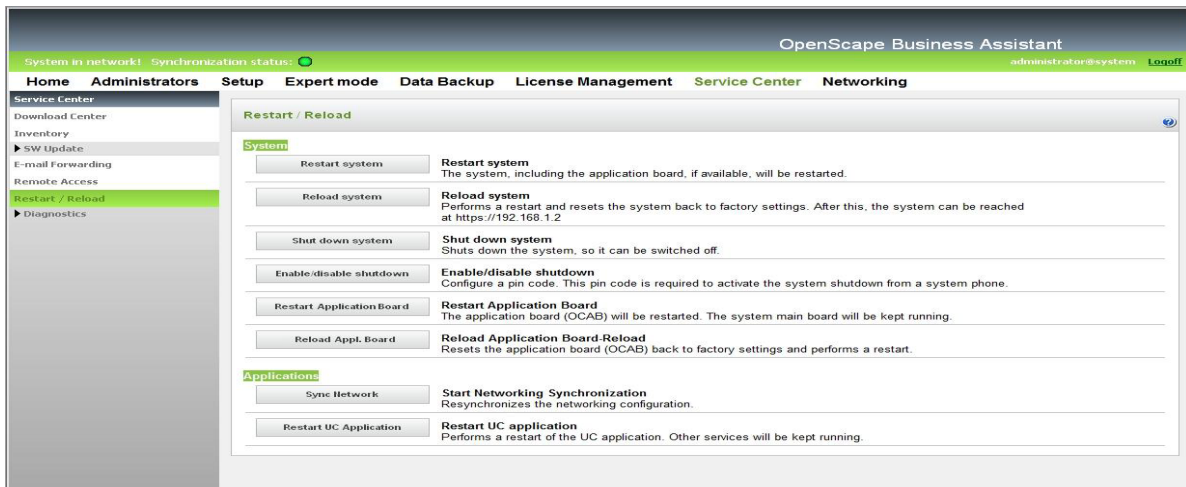 OpenScape Business Assistant
System in network! Synchronization status:
administrator@system Logoff
Home Administrators Setup Expert mode Data Backup License Management Service Center Networking
Service Center
Download Center
Inventory
SW Update
E-mail Forwarding
Remote Access
Restart / Reload
Diagnostics
Restart / Reload
System
Restart system
Restart system
The system, including the application board, if available, will be restarted.
Reload system
Reload system
Performs a restart and resets the system back to factory settings. After this, the system can be reached
at https://192.168.1.2
Shut down system
Shut down system
Shuts down the system, so it can be switched off.
Enable/disable shutdown
Enable/disable shutdown
Configure a pin code. This pin code is required to activate the system shutdown from a system phone.
Restart Application Board
Restart Application Board
The application board (OCAB) will be restarted. The system main board will be kept running.
Reload Appl. Board
Reload Application Board-Reload
Resets the application board (OCAB) back to factory settings and performs a restart.
Applications
Sync Network
Start Networking Synchronization
Resynchronizes the networking configuration.
Restart UC Application
Restart UC application
Performs a restart of the UC application. Other services will be kept running.